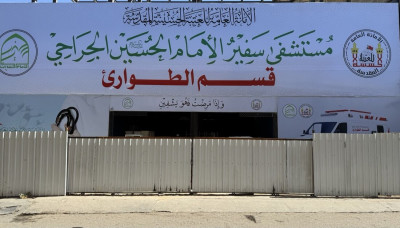 الأمانة العامة للعتبة الحسينية المقدسة
مستشفى سفير الإمام الحسين الجراحي
قسم الطوارئ
وإذا مرضت فهو يشفين